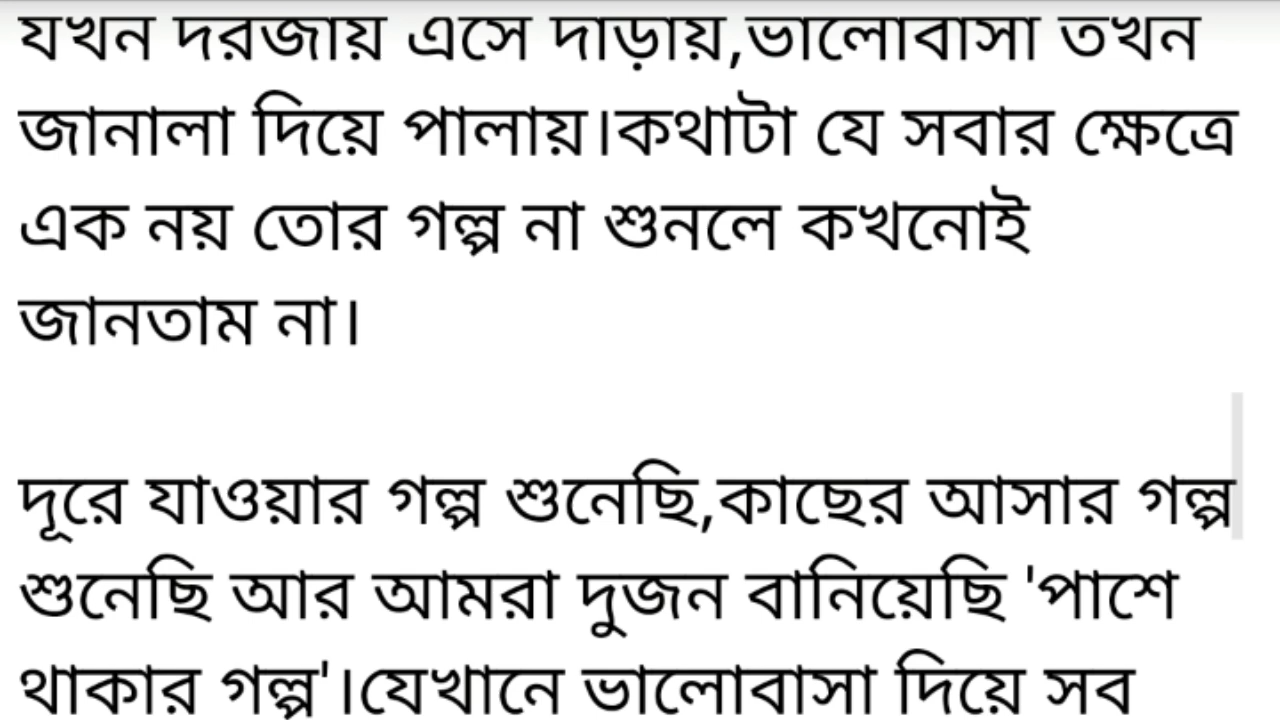 যখন দরজায় এসে দাড়ায়,ভালোবাসা তখন
জানালা দিয়ে পালায়।কথাটা যে সবার ক্ষেত্রে
এক নয় তোর গল্প না শুনলে কখনোই
জানতাম না।
দূরে যাওয়ার গল্প শুনেছি,কাছের আসার গল্প
শুনেছি আর আমরা দুজন বানিয়েছি 'পাশে
থাকার গল্প'।যেখানে ভালোবাসা দিয়ে সব